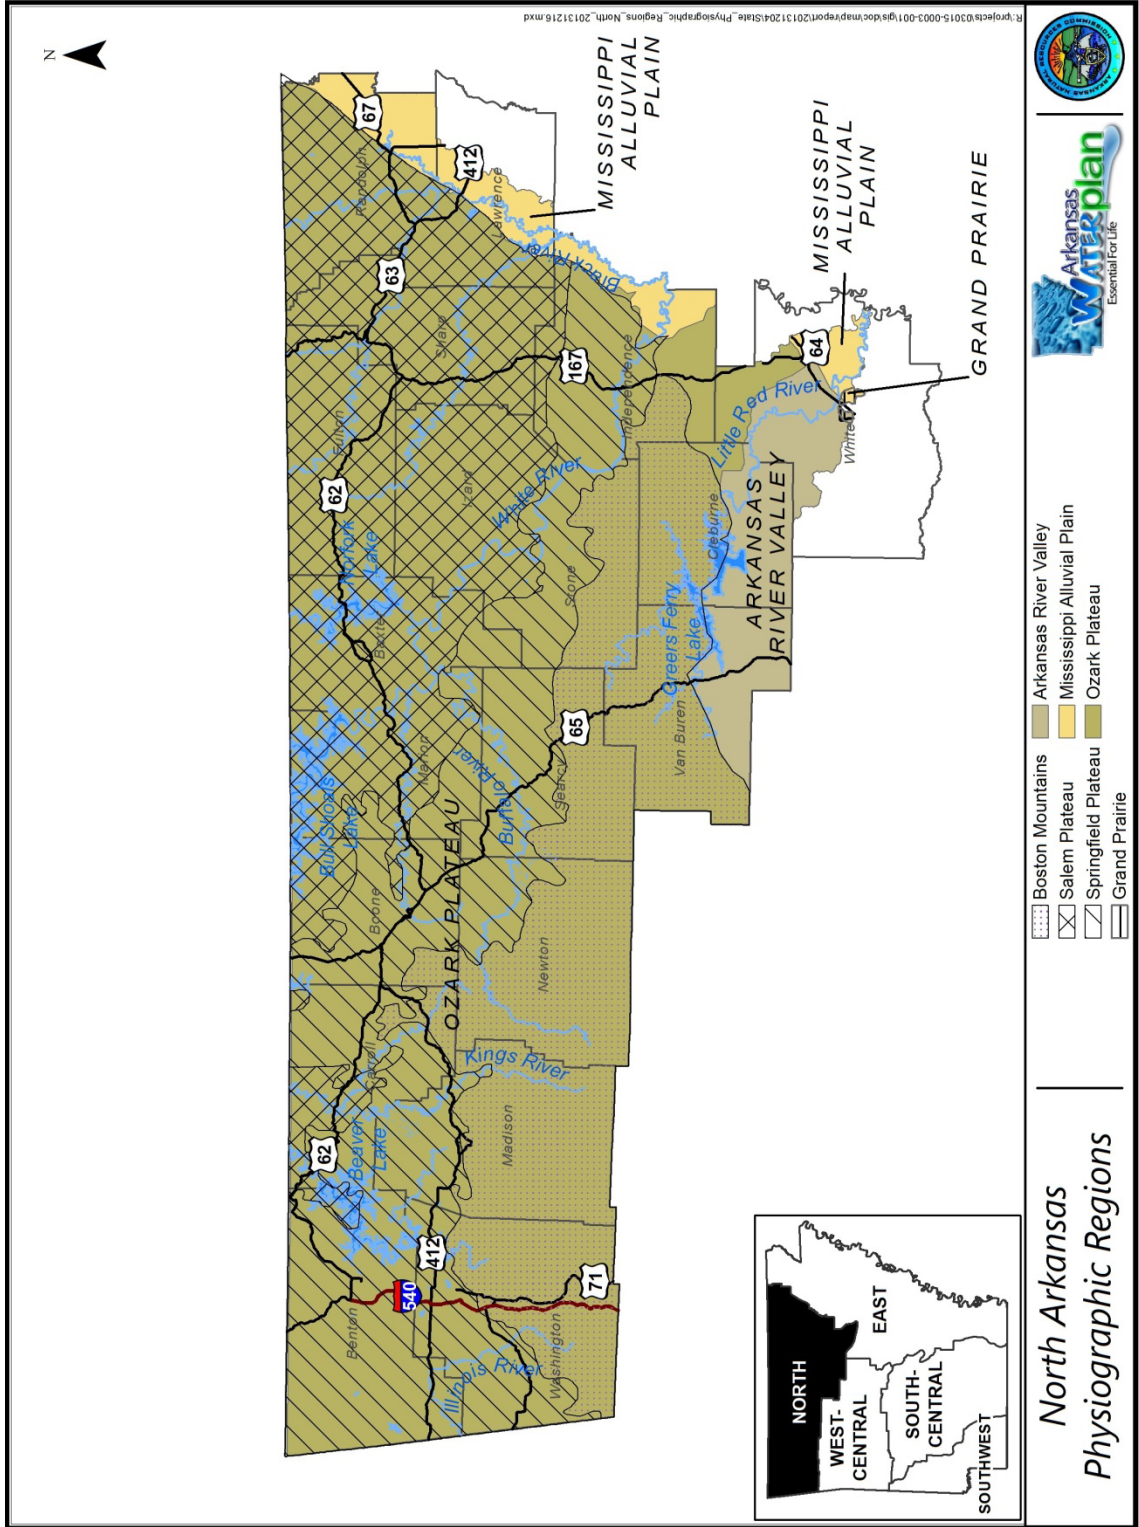 R:\projects\03015-0003-001\gis\doc\map\report\20131204\State_Physiographic_Regions_North_20131216.mxd
N
67
Randolph
412
Lawrence
MISSISSIPPI
ALLUVIAL
PLAIN
Black River
63
Sharp
Fulton
62
Norfork
Lake
Baxter
Izard
167
Independence
White River
Stone
MISSISSIPPI
ALLUVIAL
PLAIN
64
GRAND PRAIRIE
Little Red River
White
Cleburne
ARKANSAS
RIVER VALLEY
Greers Ferry
Lake
Van Buren
65
Searcy
Bull Shoals
Lake
Marion
Buffalo River
Boone
OZARK PLATEAU
Newton
Carroll
Kings River
62
Beaver
Lake
Madison
412
540
71
Benton
Illinois River
Washington
NORTH
WEST-
CENTRAL
EAST
SOUTH-
CENTRAL
SOUTHWEST
North Arkansas
Physiographic Regions
Boston Mountains
Salem Plateau
Springfield Plateau
Grand Prairie
Arkansas River Valley
Mississippi Alluvial Plain
Ozark Plateau
Arkansas
WATERplan
Essential For Life
ARKANSAS NATURAL RESOURCES COMMISSION